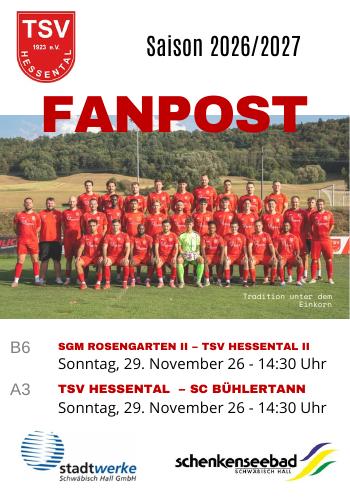 TSV
1923 e.V.
HESSENTAL
Saison 2026/2027
FANPOST
Tradition unter dem
Einkorn
B6
SGM ROSENGARTEN II – TSV HESSENTAL II
Sonntag, 29. November 26 - 14:30 Uhr
A3
TSV HESSENTAL – SC BÜHLERTANN
Sonntag, 29. November 26 - 14:30 Uhr
stadtwerke
Schwäbisch Hall GmbH
schenkenseebad
SCHWÄBISCH HALL